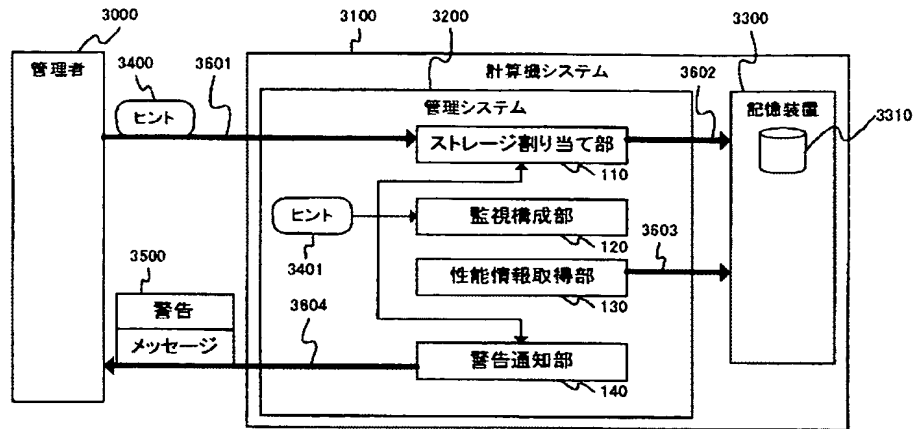 3000
3100
3200
3300
管理者
3400
3601
計算機システム
3602
管理システム
記憶装置
3310
ヒント
ストレージ割り当て部
110
ヒント
監視構成部
3401
120
3603
3500
性能情報取得部
3604
130
警告
メッセージ
警告通知部
140